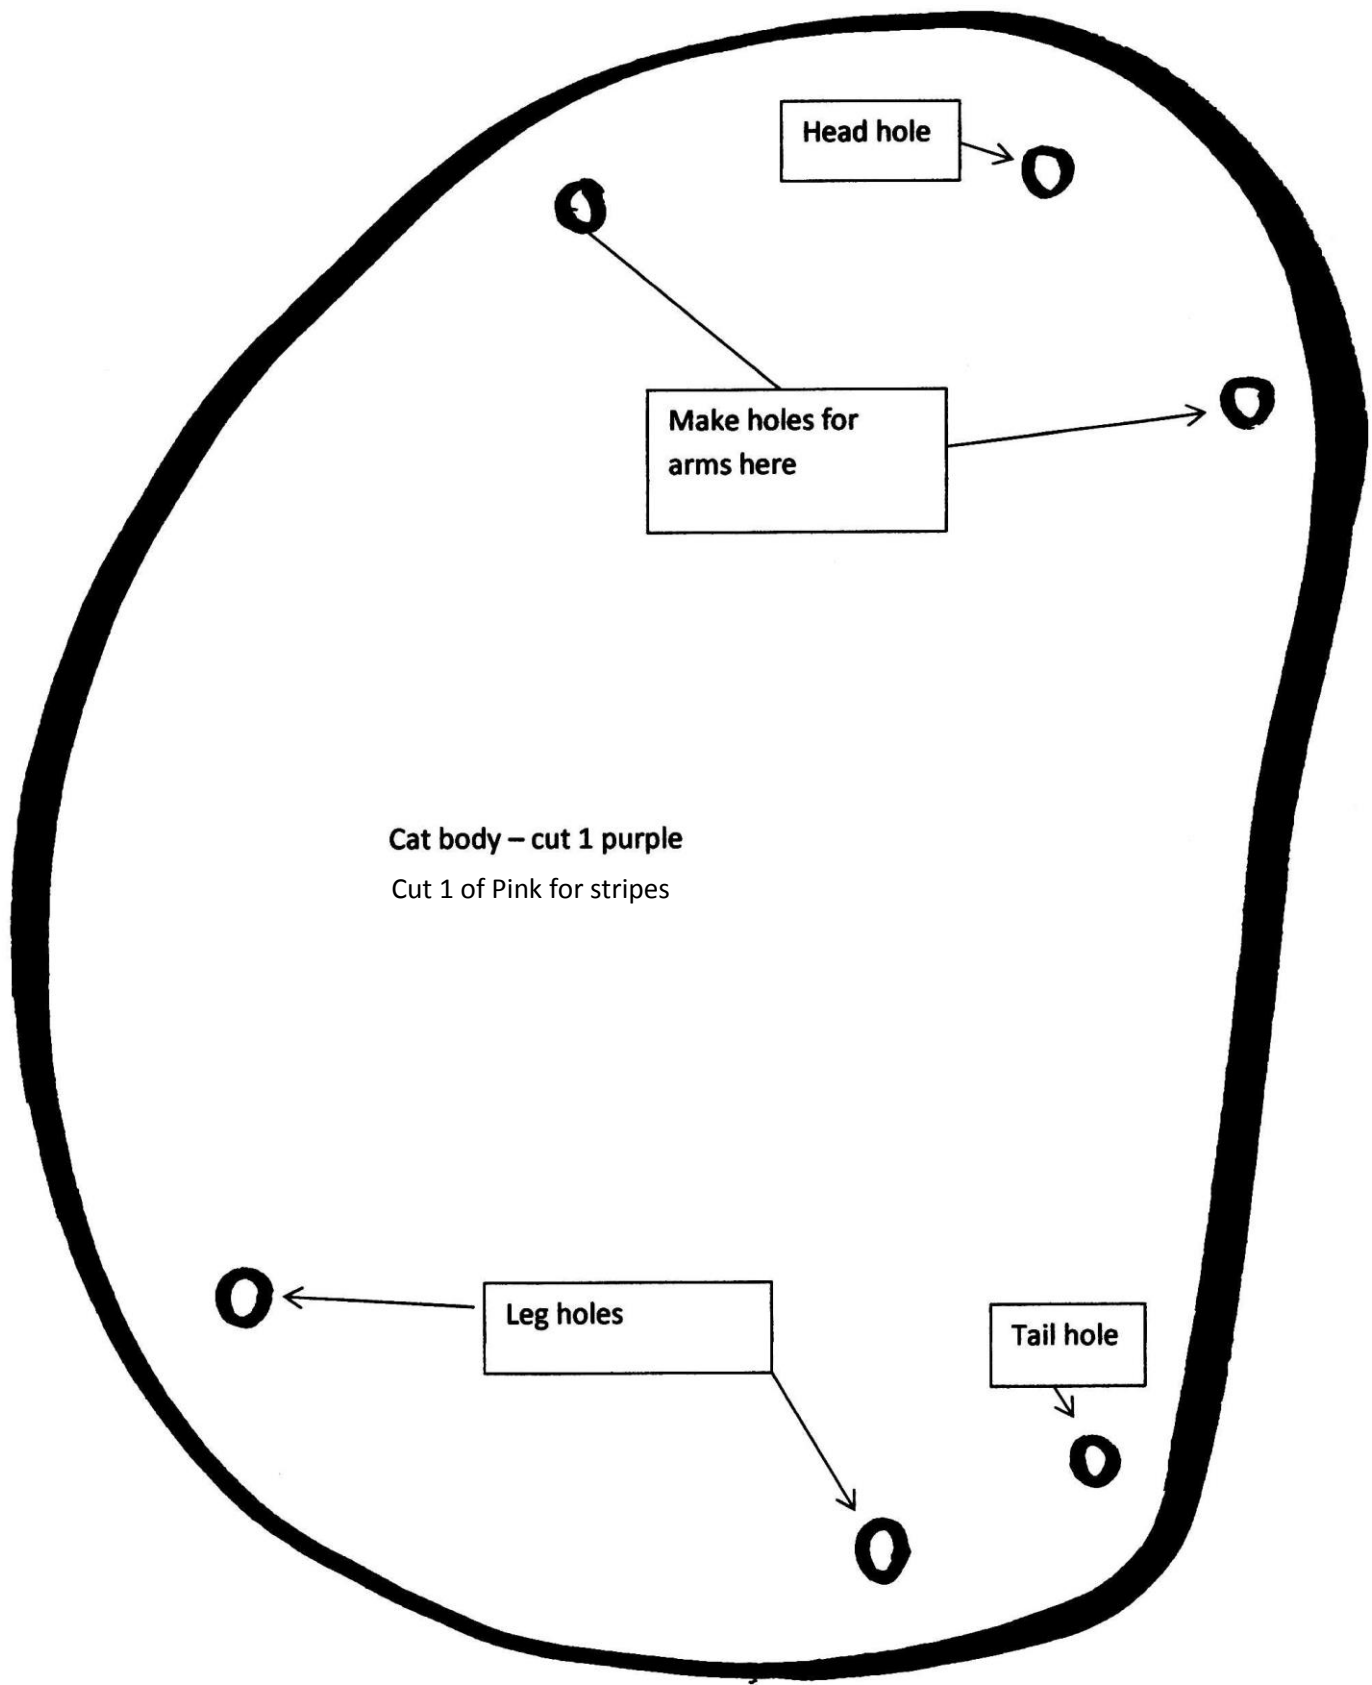 Head hole
Make holes for
arms here
Cat body – cut 1 purple
Cut 1 of Pink for stripes
Leg holes
Tail hole